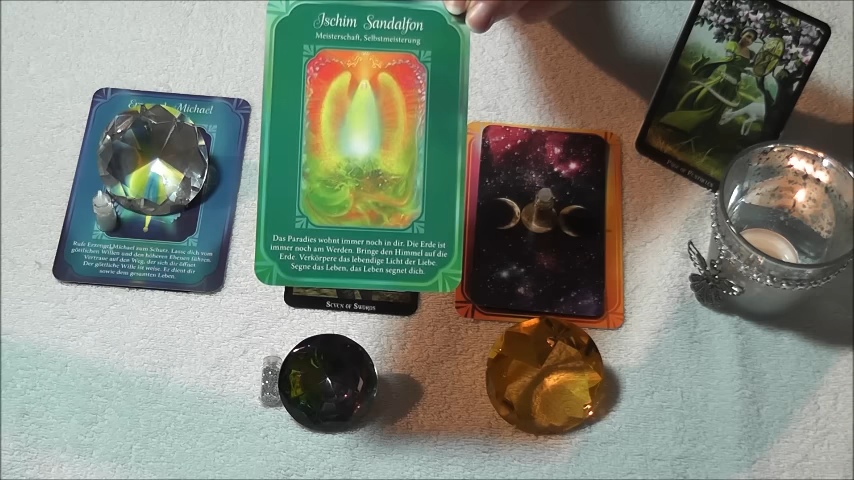 Jschim Sandalfon
Meisterschaft, Selbstmeisterung
Das Paradies wohnt immer noch in dir. Die Erde ist
immer noch am Werden. Bringe den Himmel auf die
Erde. Verkörpere das lebendige Licht der Liebe.
Segne das Leben, das Leben segnet dich.
Michael
Rufe Erzengel Michael zum Schutz. Lasse dich vom
göttlichen Willen und den höheren Ebenen führen.
Vertraue auf den Weg, der sich dir öffnet.
Der göttliche Wille ist weise. Er dient dir
sowie dem gesamten Leben.
Seven of Swords